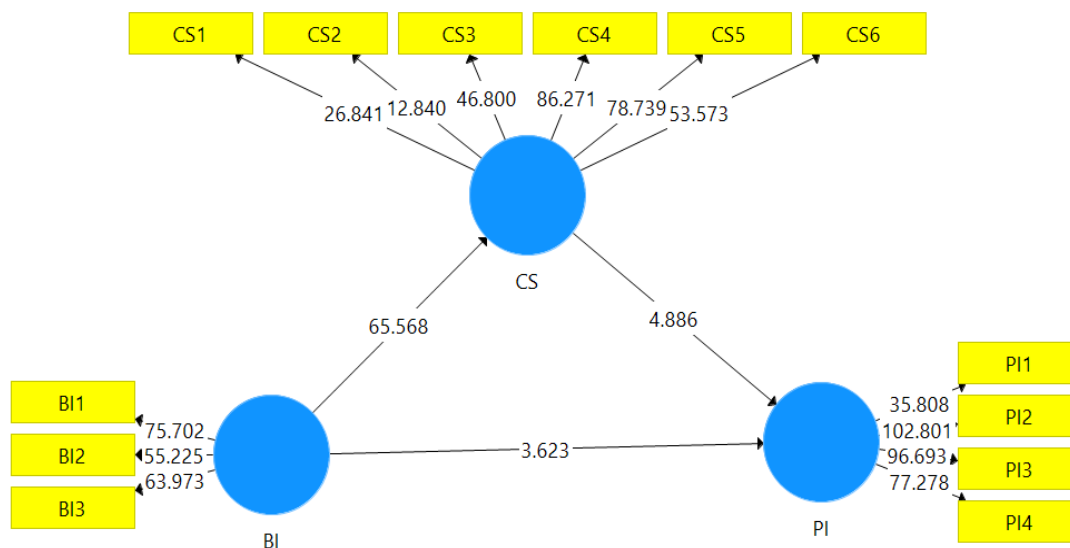 CS1 CS2 CS3 CS4 CS5 CS6
26.841 12.840 46.800 86.271 78.739 53.573
CS
65.568
4.886
BI1
BI2
BI3
75.702
55.225
63.973
BI
3.623
PI
35.808
102.801
96.693
77.278
PI1
PI2
PI3
PI4